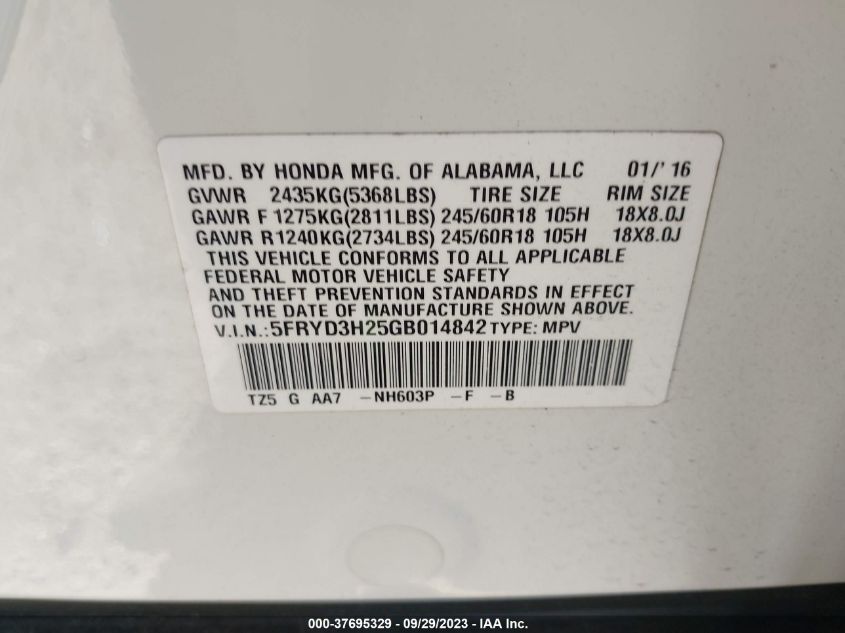 MFD. BY HONDA MFG. OF ALABAMA, LLC 01/' 16
GVWR 2435KG(5368LBS) TIRE SIZE RIM SIZE
GAWR F 1275KG(2811LBS) 245/60R18 105H 18X8.0J
GAWR R1240KG(2734LBS) 245/60R18 105H 18X8.0J
THIS VEHICLE CONFORMS TO ALL APPLICABLE
FEDERAL MOTOR VEHICLE SAFETY
AND THEFT PREVENTION STANDARDS IN EFFECT
ON THE DATE OF MANUFACTURE SHOWN ABOVE.
V.I.N.:5FRYD3H25GB014842 TYPE: MPV
TZ5 G AA7 -NH603P -F -B
000-37695329 - 09/29/2023 - IAA Inc.